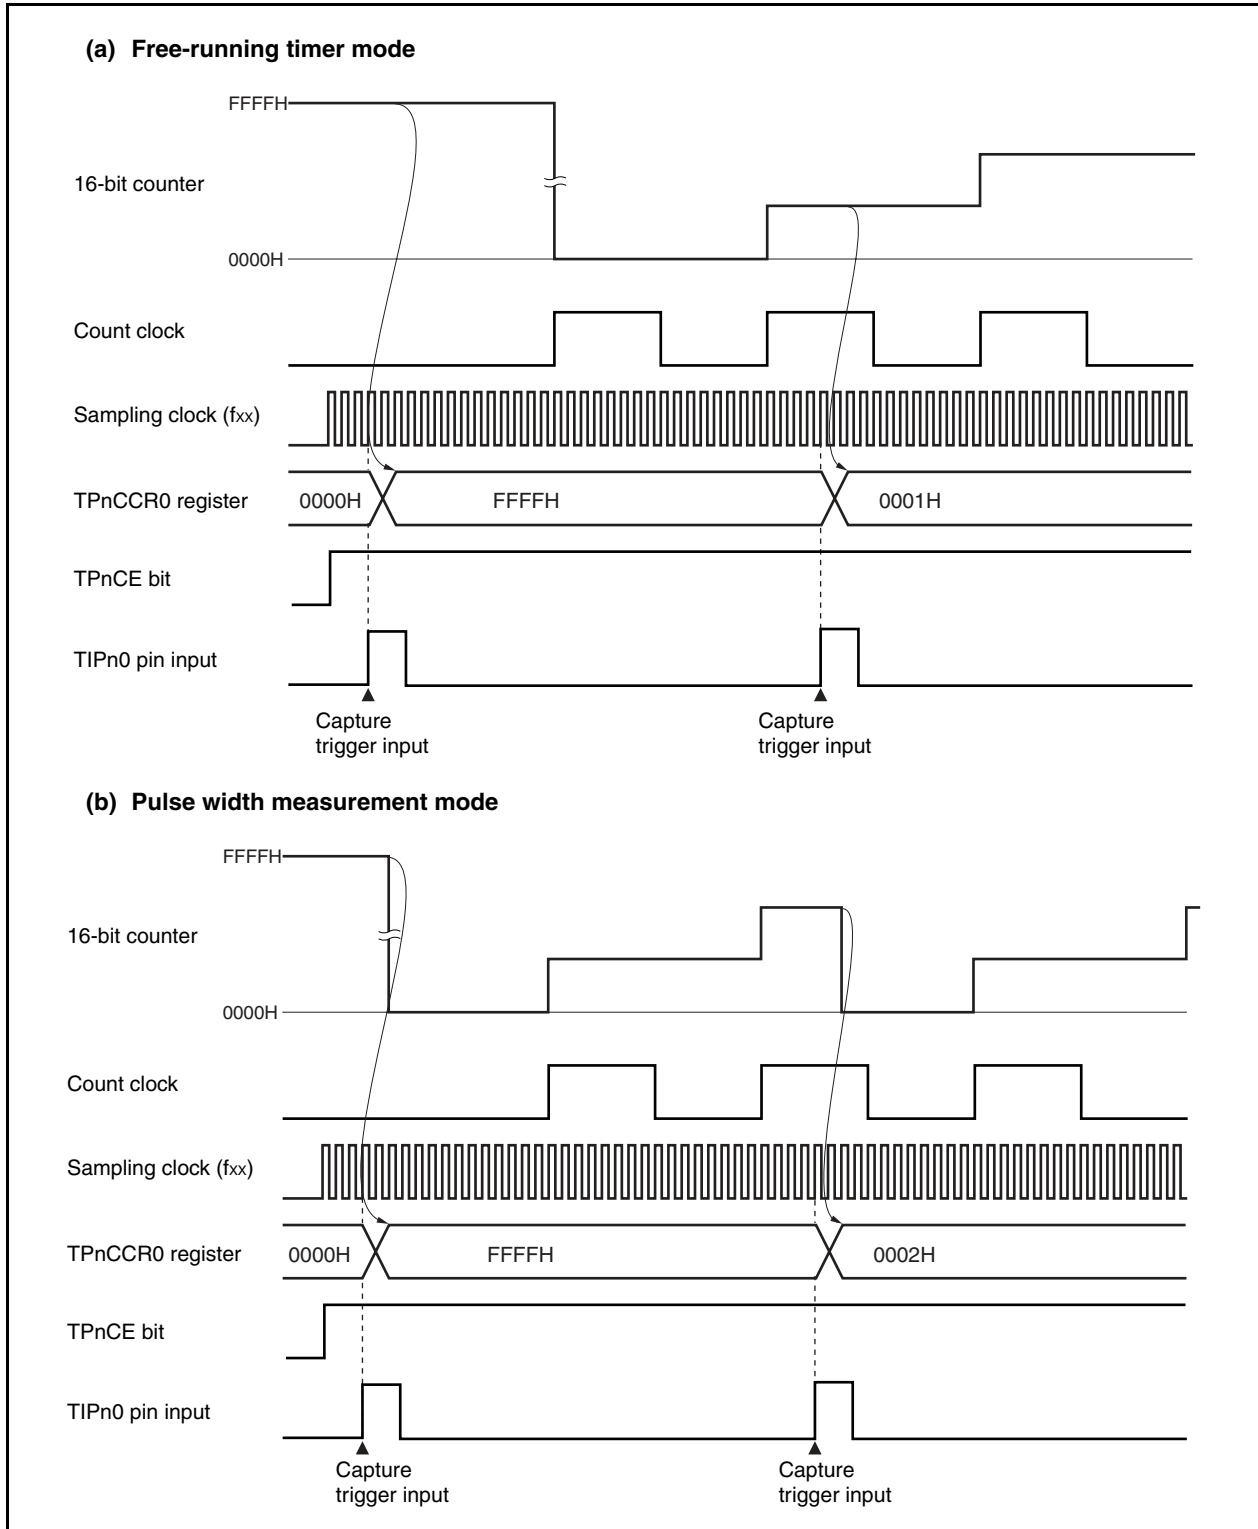 (a) Free-running timer mode
FFFFH
16-bit counter
0000H
Count clock
Sampling clock (fxx)
TPnCCR0 register 0000H FFFFH 0001H
TPnCE bit
TIPn0 pin input
Capture trigger input
Capture trigger input
(b) Pulse width measurement mode
FFFFH
16-bit counter
0000H
Count clock
Sampling clock (fxx)
TPnCCR0 register 0000H FFFFH 0002H
TPnCE bit
TIPn0 pin input
Capture trigger input
Capture trigger input